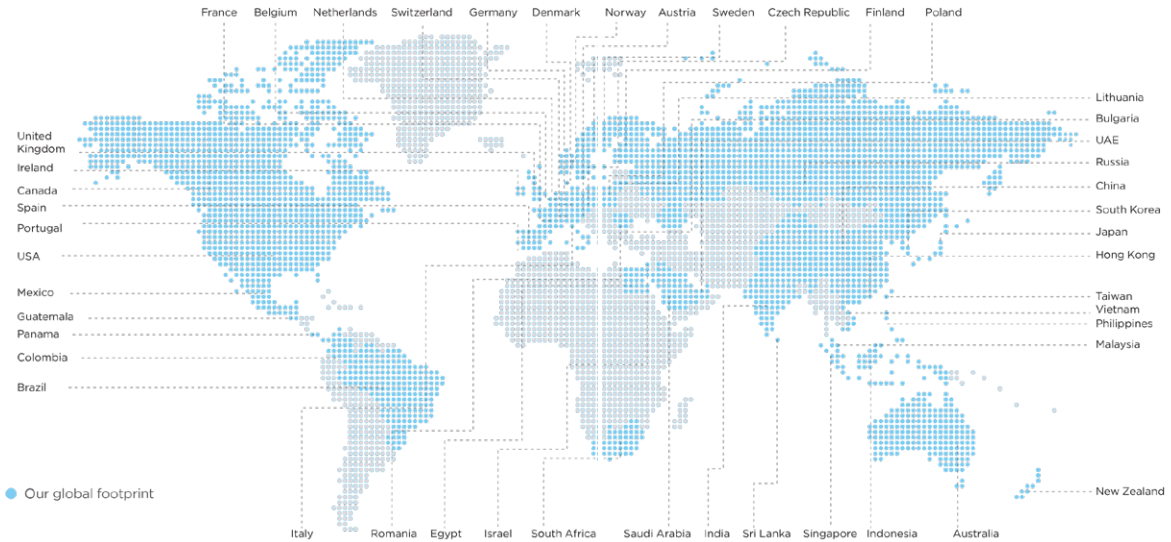 France
Belgium
Netherlands
Switzerland
Germany
Denmark
Norway
Austria
Sweden
Czech Republic
Finland
Poland
United
Kingdom
Ireland
Canada
Spain
Portugal
USA
Mexico
Guatemala
Panama
Colombia
Brazil
Lithuania
Bulgaria
UAE
Russia
China
South Korea
Japan
Hong Kong
Taiwan
Vietnam
Philippines
Malaysia
New Zealand
Our global footprint
Italy
Romania
Egypt
Israel
South Africa
Saudi Arabia
India
Sri Lanka
Singapore
Indonesia
Australia